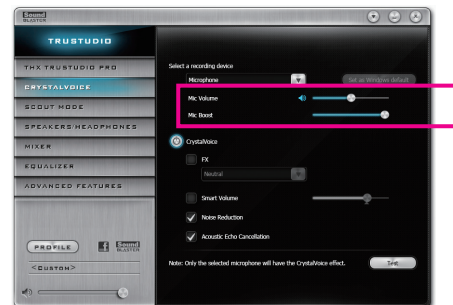 Sound
BLASTER
TRUSTUDIO
THX TRUSTUDIO PRO
CRYSTALVOICE
SCOUT MODE
SPEAKERS/HEADPHONES
MIXER
EQUALIZER
ADVANCED FEATURES
PROFILE
f
Sound
BLASTER
<CUSTOM>
Select a recording device
Microphone
Set as Windows default
Mic Volume
Mic Boost
CrystalVoice
FX
Neutral
Smart Volume
Noise Reduction
Acoustic Echo Cancellation
Note: Only the selected microphone will have the CrystalVoice effect.
Test